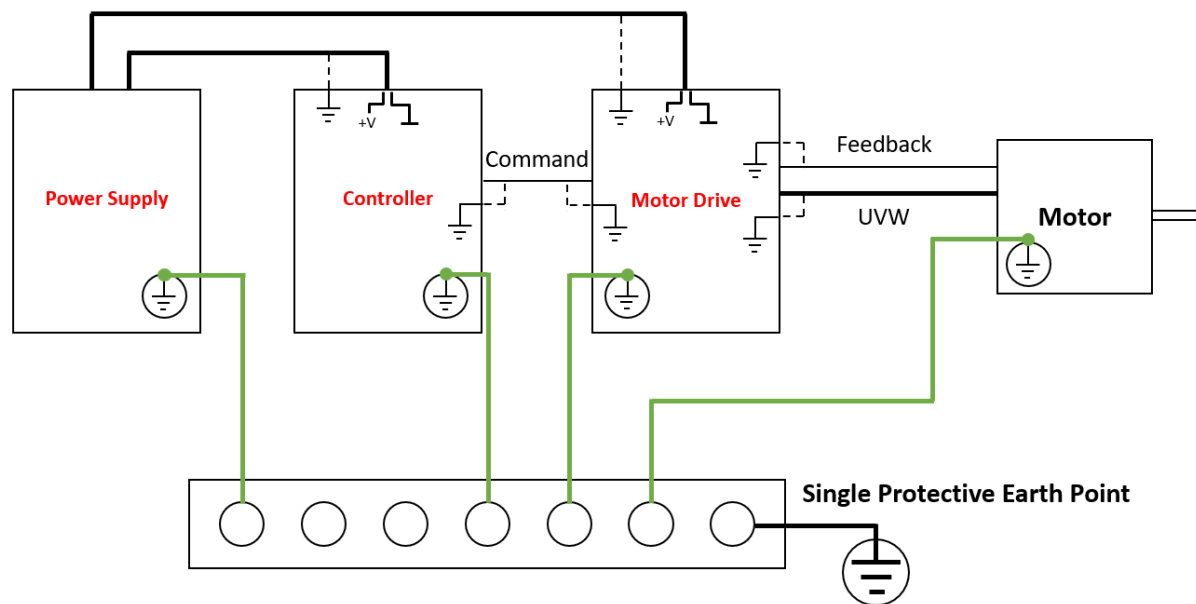 +V
+V
Command
Feedback
Power Supply
Controller
Motor Drive
UVW
Motor
Single Protective Earth Point